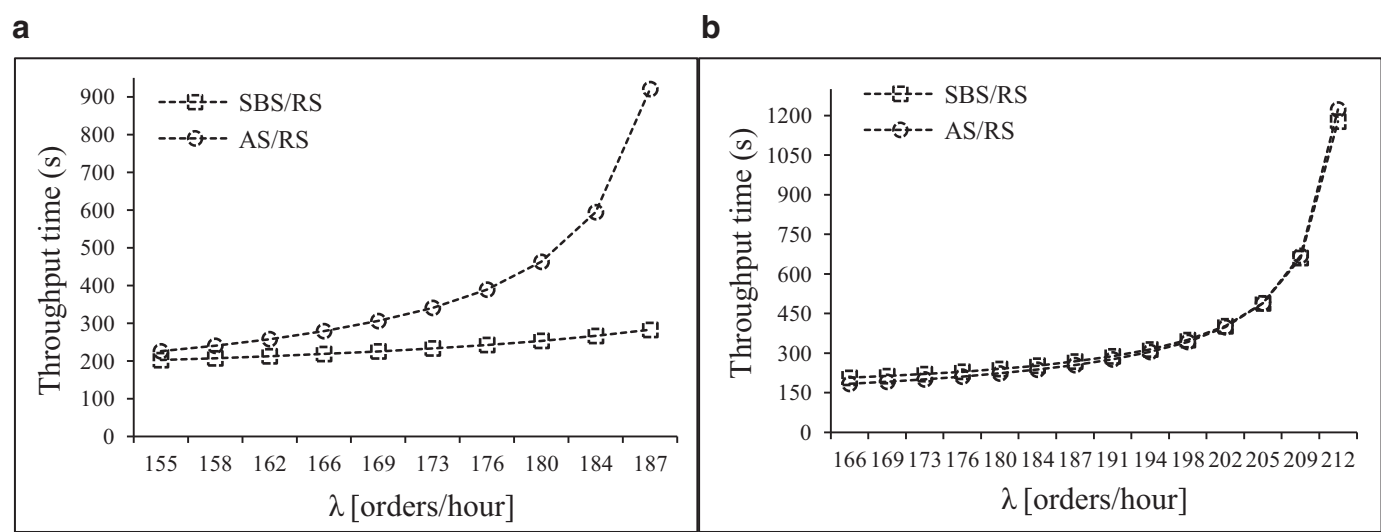 a
SBS/RS
AS/RS
Throughput time (s)
900
800
700
600
500
400
300
200
100
0
155 158 162 166 169 173 176 180 184 187
λ [orders/hour]
b
SBS/RS
AS/RS
Throughput time (s)
1200
1050
900
750
600
450
300
150
0
166 169 173 176 180 184 187 191 194 198 202 205 209 212
λ [orders/hour]